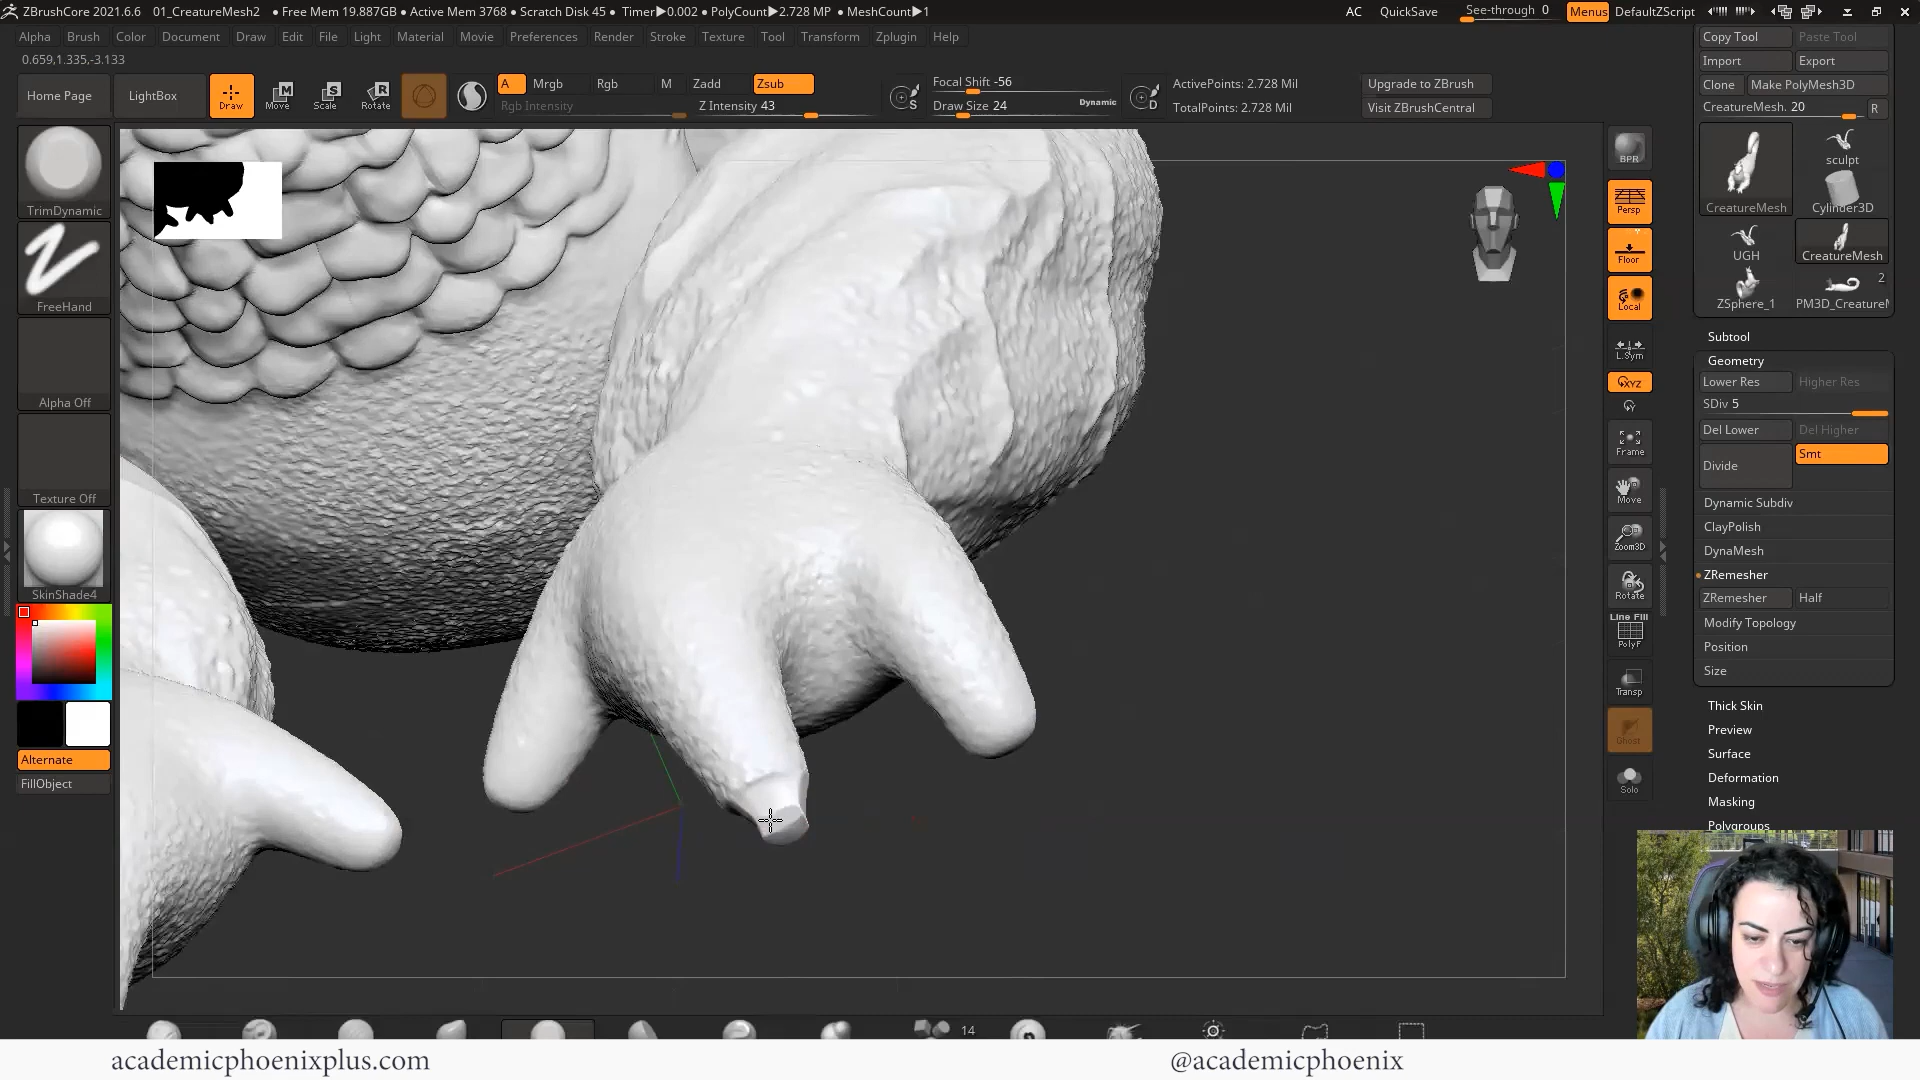 ZBrushCore 2021.6.6 01_CreatureMesh2 • Free Mem 19.887GB • Active Mem 3768 • Scratch Disk 45 • Timer▶0.002 • PolyCount▶2.728 MP • MeshCount▶1 AC QuickSave See-through 0 Menus DefaultZScript
Alpha Brush Color Document Draw Edit File Light Material Movie Preferences Render Stroke Texture Tool Transform Zplugin Help
0.659,1.335,-3.133
Home Page LightBox Draw Move Scale Rotate
A Mrgb Rgb M Zadd Zsub
Rgb Intensity Z Intensity 43
Focal Shift -56
Draw Size 24 Dynamic
ActivePoints: 2.728 Mil
TotalPoints: 2.728 Mil
Upgrade to ZBrush
Visit ZBrushCentral
TrimDynamic
FreeHand
Alpha Off
Texture Off
SkinShade4
Alternate
FillObject
BPR
Persp
Floor
Local
L.Sym
XYZ
Frame
Move
Zoom3D
Rotate
Line Fill
PolyF
Transp
Ghost
Solo
Copy Tool Paste Tool
Import Export
Clone Make PolyMesh3D
CreatureMesh. 20 R
CreatureMesh sculpt
Cylinder3D
UGH CreatureMesh
2
ZSphere_1 PM3D_CreatureM
Subtool
Geometry
Lower Res Higher Res
SDiv 5
Del Lower Del Higher
Divide Smt
Dynamic Subdiv
ClayPolish
DynaMesh
ZRemesher
ZRemesher Half
Modify Topology
Position
Size
Thick Skin
Preview
Surface
Deformation
Masking
Polygroups
14
academicphoenixplus.com @academicphoenix